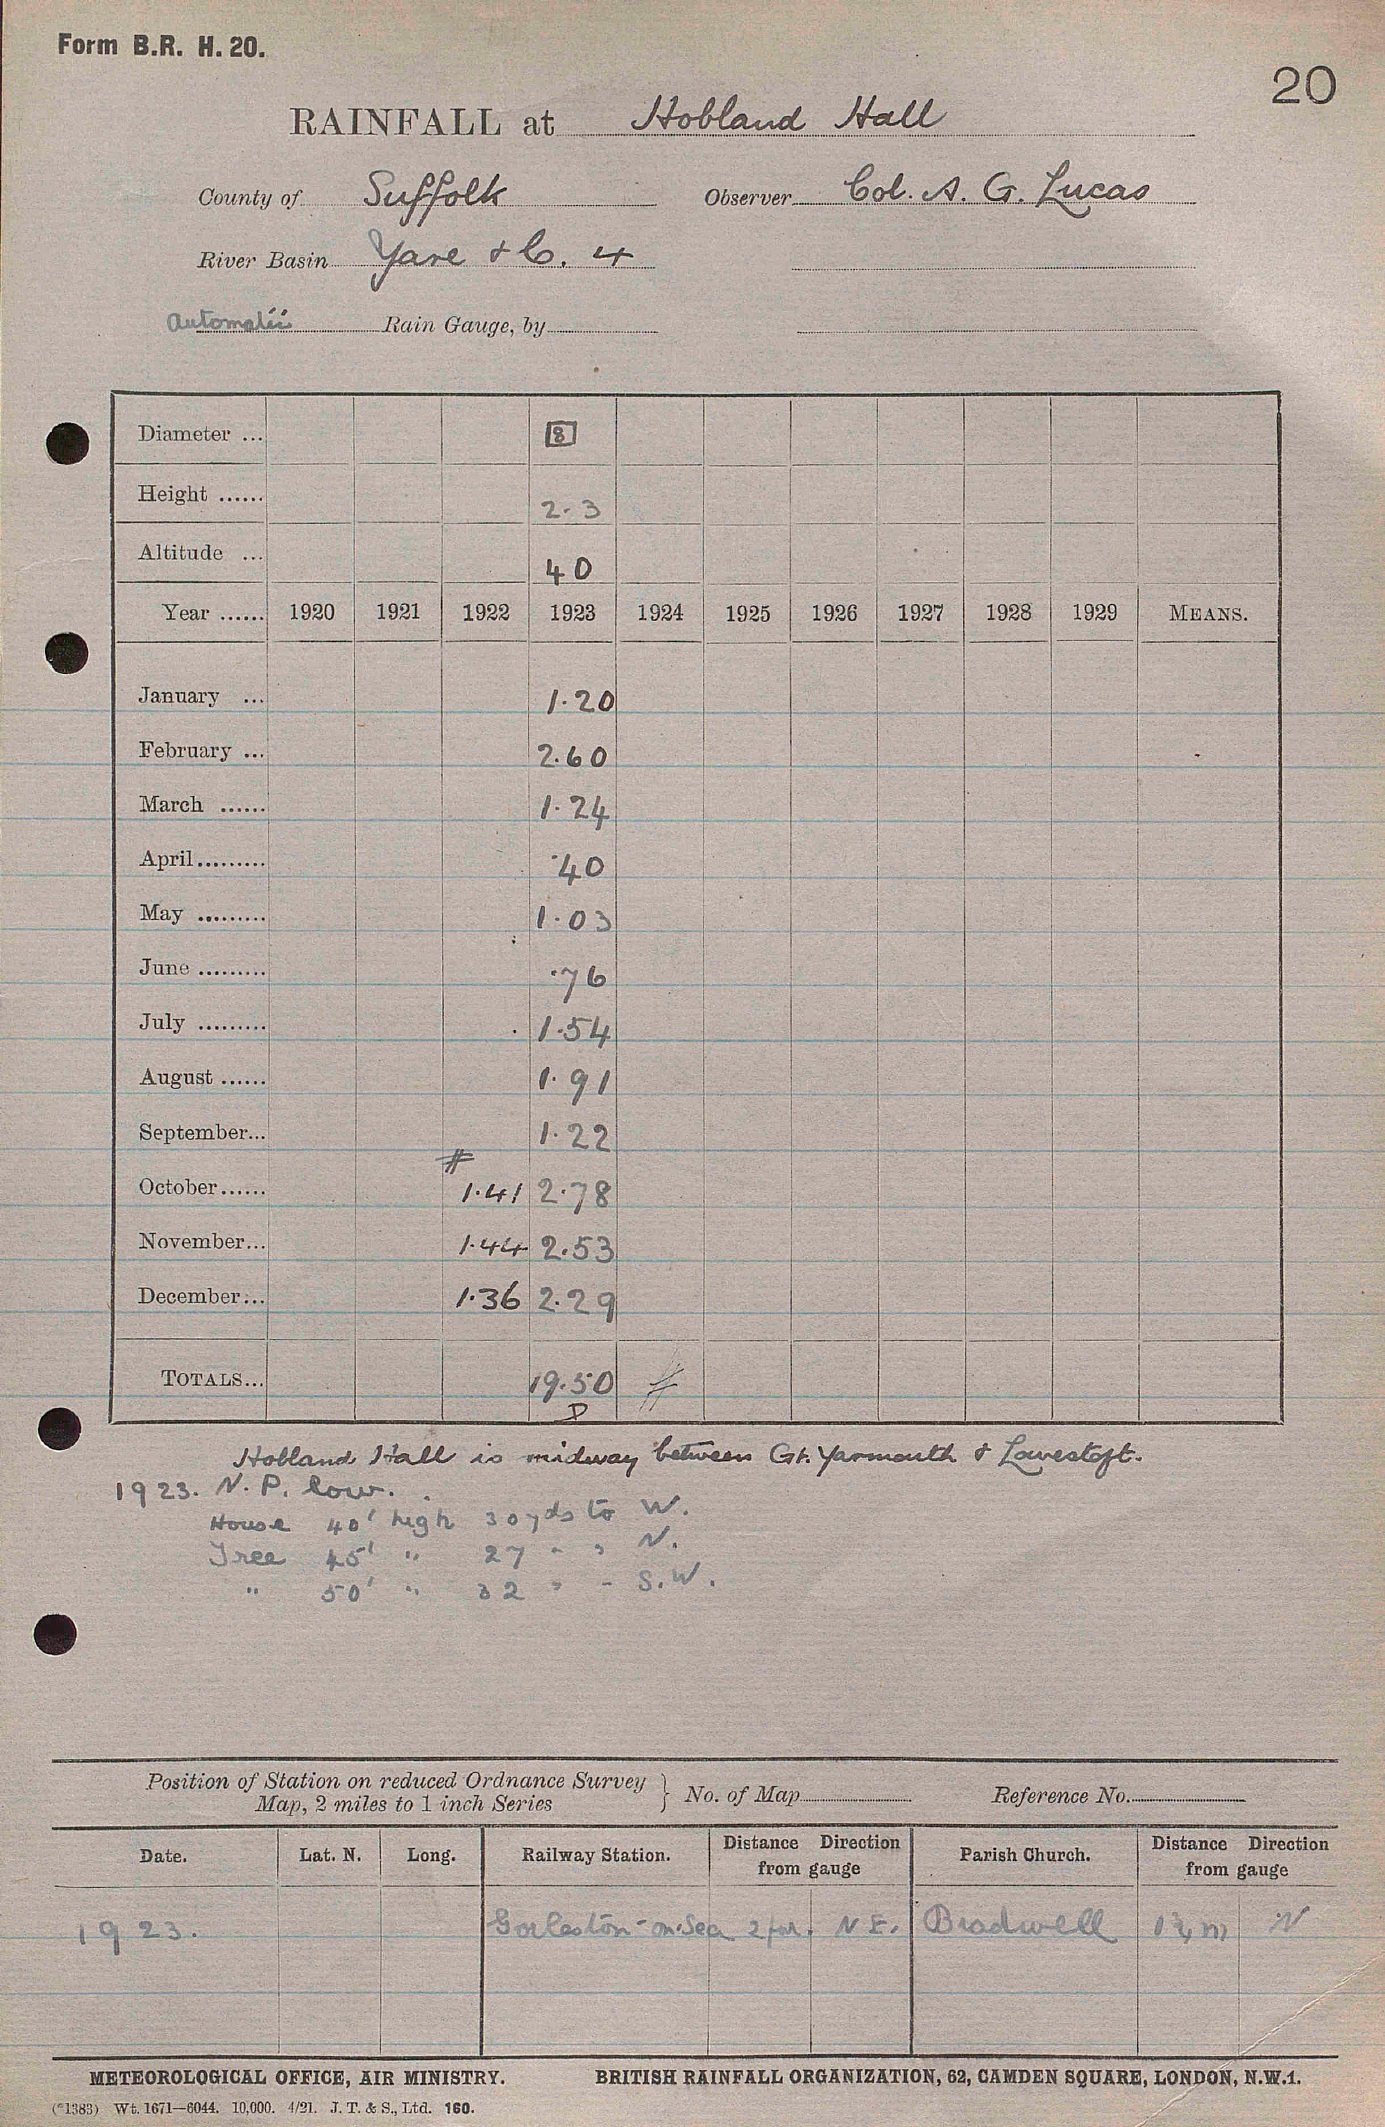 Form B.R. H. 20.
20
RAINFALL at Hobland Hall
County of Suffolk Observer Col. A. G. Lucas
River Basin Yare & C. 4
Automatic Rain Gauge, by
Diameter ... 8
Height ...... 2.3
Altitude ... 40
Year ...... 1920 1921 1922 1923 1924 1925 1926 1927 1928 1929 MEANS.
January ... 1.20
February ... 2.60
March ...... 1.24
April......... .40
May ......... 1.03
June ......... .76
July ......... 1.54
August ...... 1.91
September... 1.22
October...... 1.41 2.78
November... 1.44 2.53
December... 1.36 2.29
TOTALS... 19.50
D
Hobland Hall is midway between Gt. Yarmouth & Lowestoft.
1923. N. P. low.
House 40' high 30 yds to W.
Tree 45' " 27 " " N.
" 50' " 32 " " S.W.
Position of Station on reduced Ordnance Survey
Map, 2 miles to 1 inch Series } No. of Map Reference No.
Date. Lat. N. Long. Railway Station. Distance Direction from gauge Parish Church. Distance Direction from gauge
1923. Gorleston-on-Sea 2 N E. Bradwell m N
METEOROLOGICAL OFFICE, AIR MINISTRY. BRITISH RAINFALL ORGANIZATION, 62, CAMDEN SQUARE, LONDON, N.W.1.
(*1383) Wt. 1671—6044. 10,000. 4/21. J. T. & S., Ltd. 160.